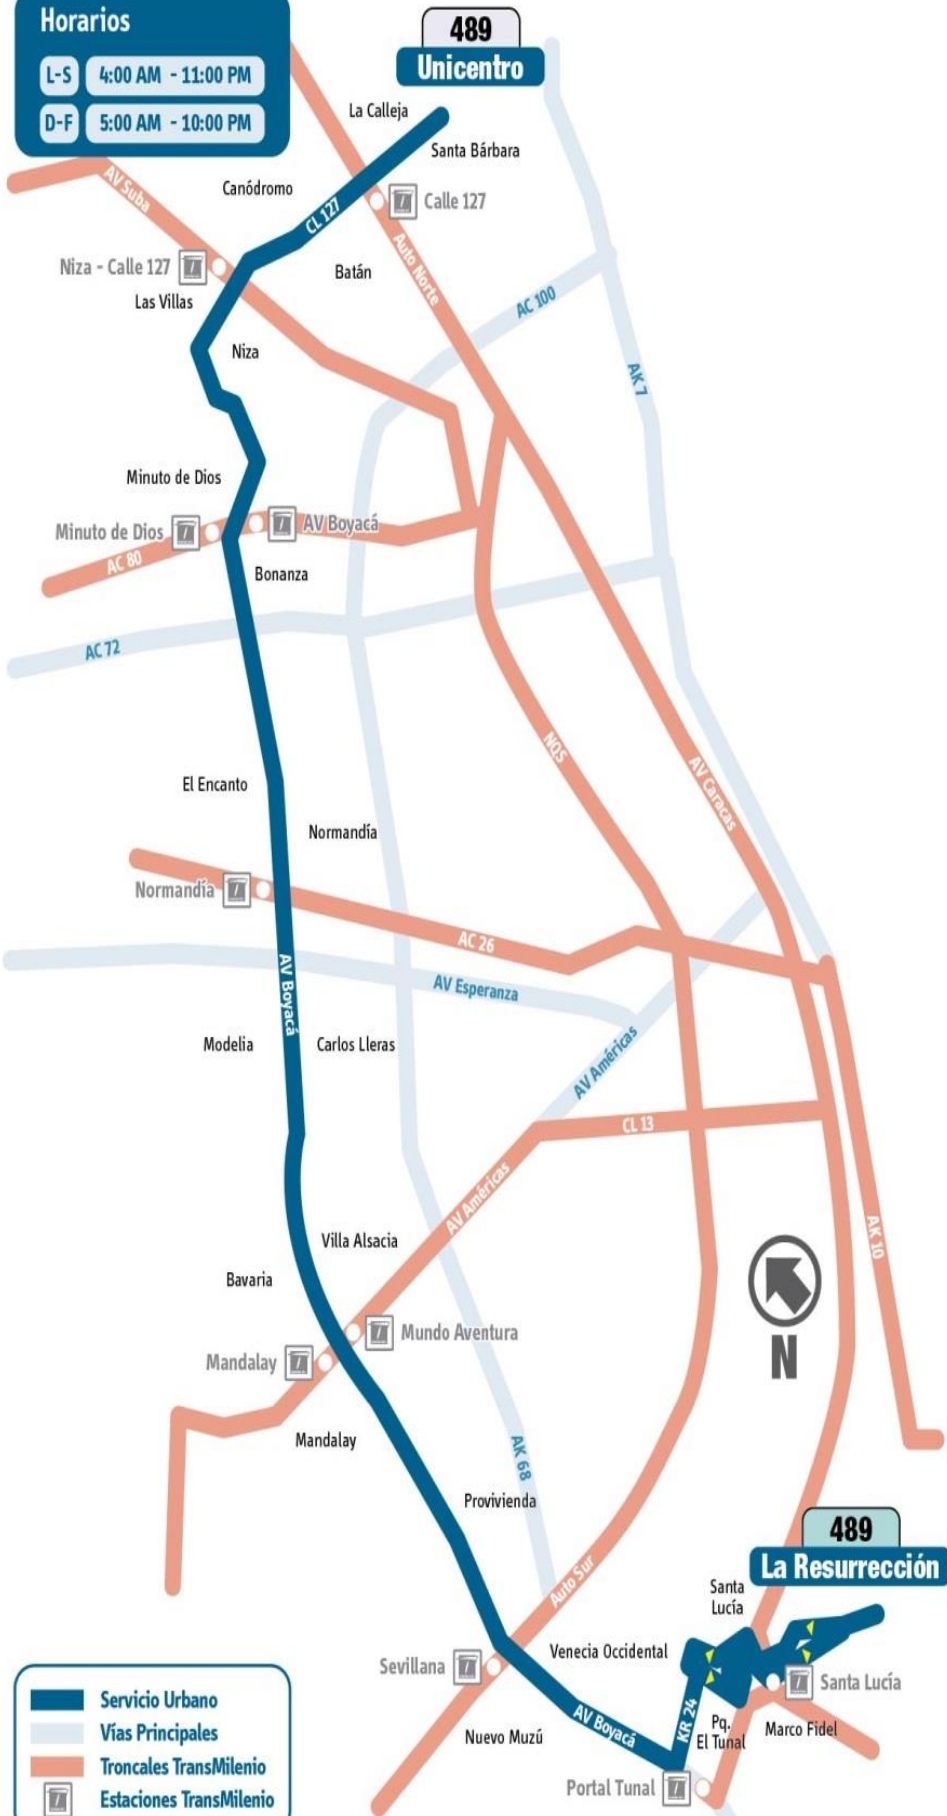 Horarios
L-S 4:00 AM - 11:00 PM
D-F 5:00 AM - 10:00 PM
489
Unicentro
La Calleja
Santa Bárbara
Canódromo
CL 127
Calle 127
AV Suba
Auto Norte
Niza - Calle 127
Batán
Las Villas
AC 100
Niza
AK 7
Minuto de Dios
Minuto de Dios
AV Boyacá
AC 80
Bonanza
AC 72
NQS
AV Caracas
El Encanto
Normandía
Normandía
AC 26
AV Boyacá
AV Esperanza
Modelia
Carlos Lleras
AV Américas
CL 13
AV Américas
AK 10
Villa Alsacia
Bavaria
Mundo Aventura
Mandalay
N
Mandalay
AK 68
Provivienda
489
La Resurrección
Auto Sur
Santa
Lucía
Venecia Occidental
Sevillana
Santa Lucía
KR 24
AV Boyacá
Pq.
El Tunal
Marco Fidel
Nuevo Muzú
Portal Tunal
Servicio Urbano
Vías Principales
Troncales TransMilenio
Estaciones TransMilenio